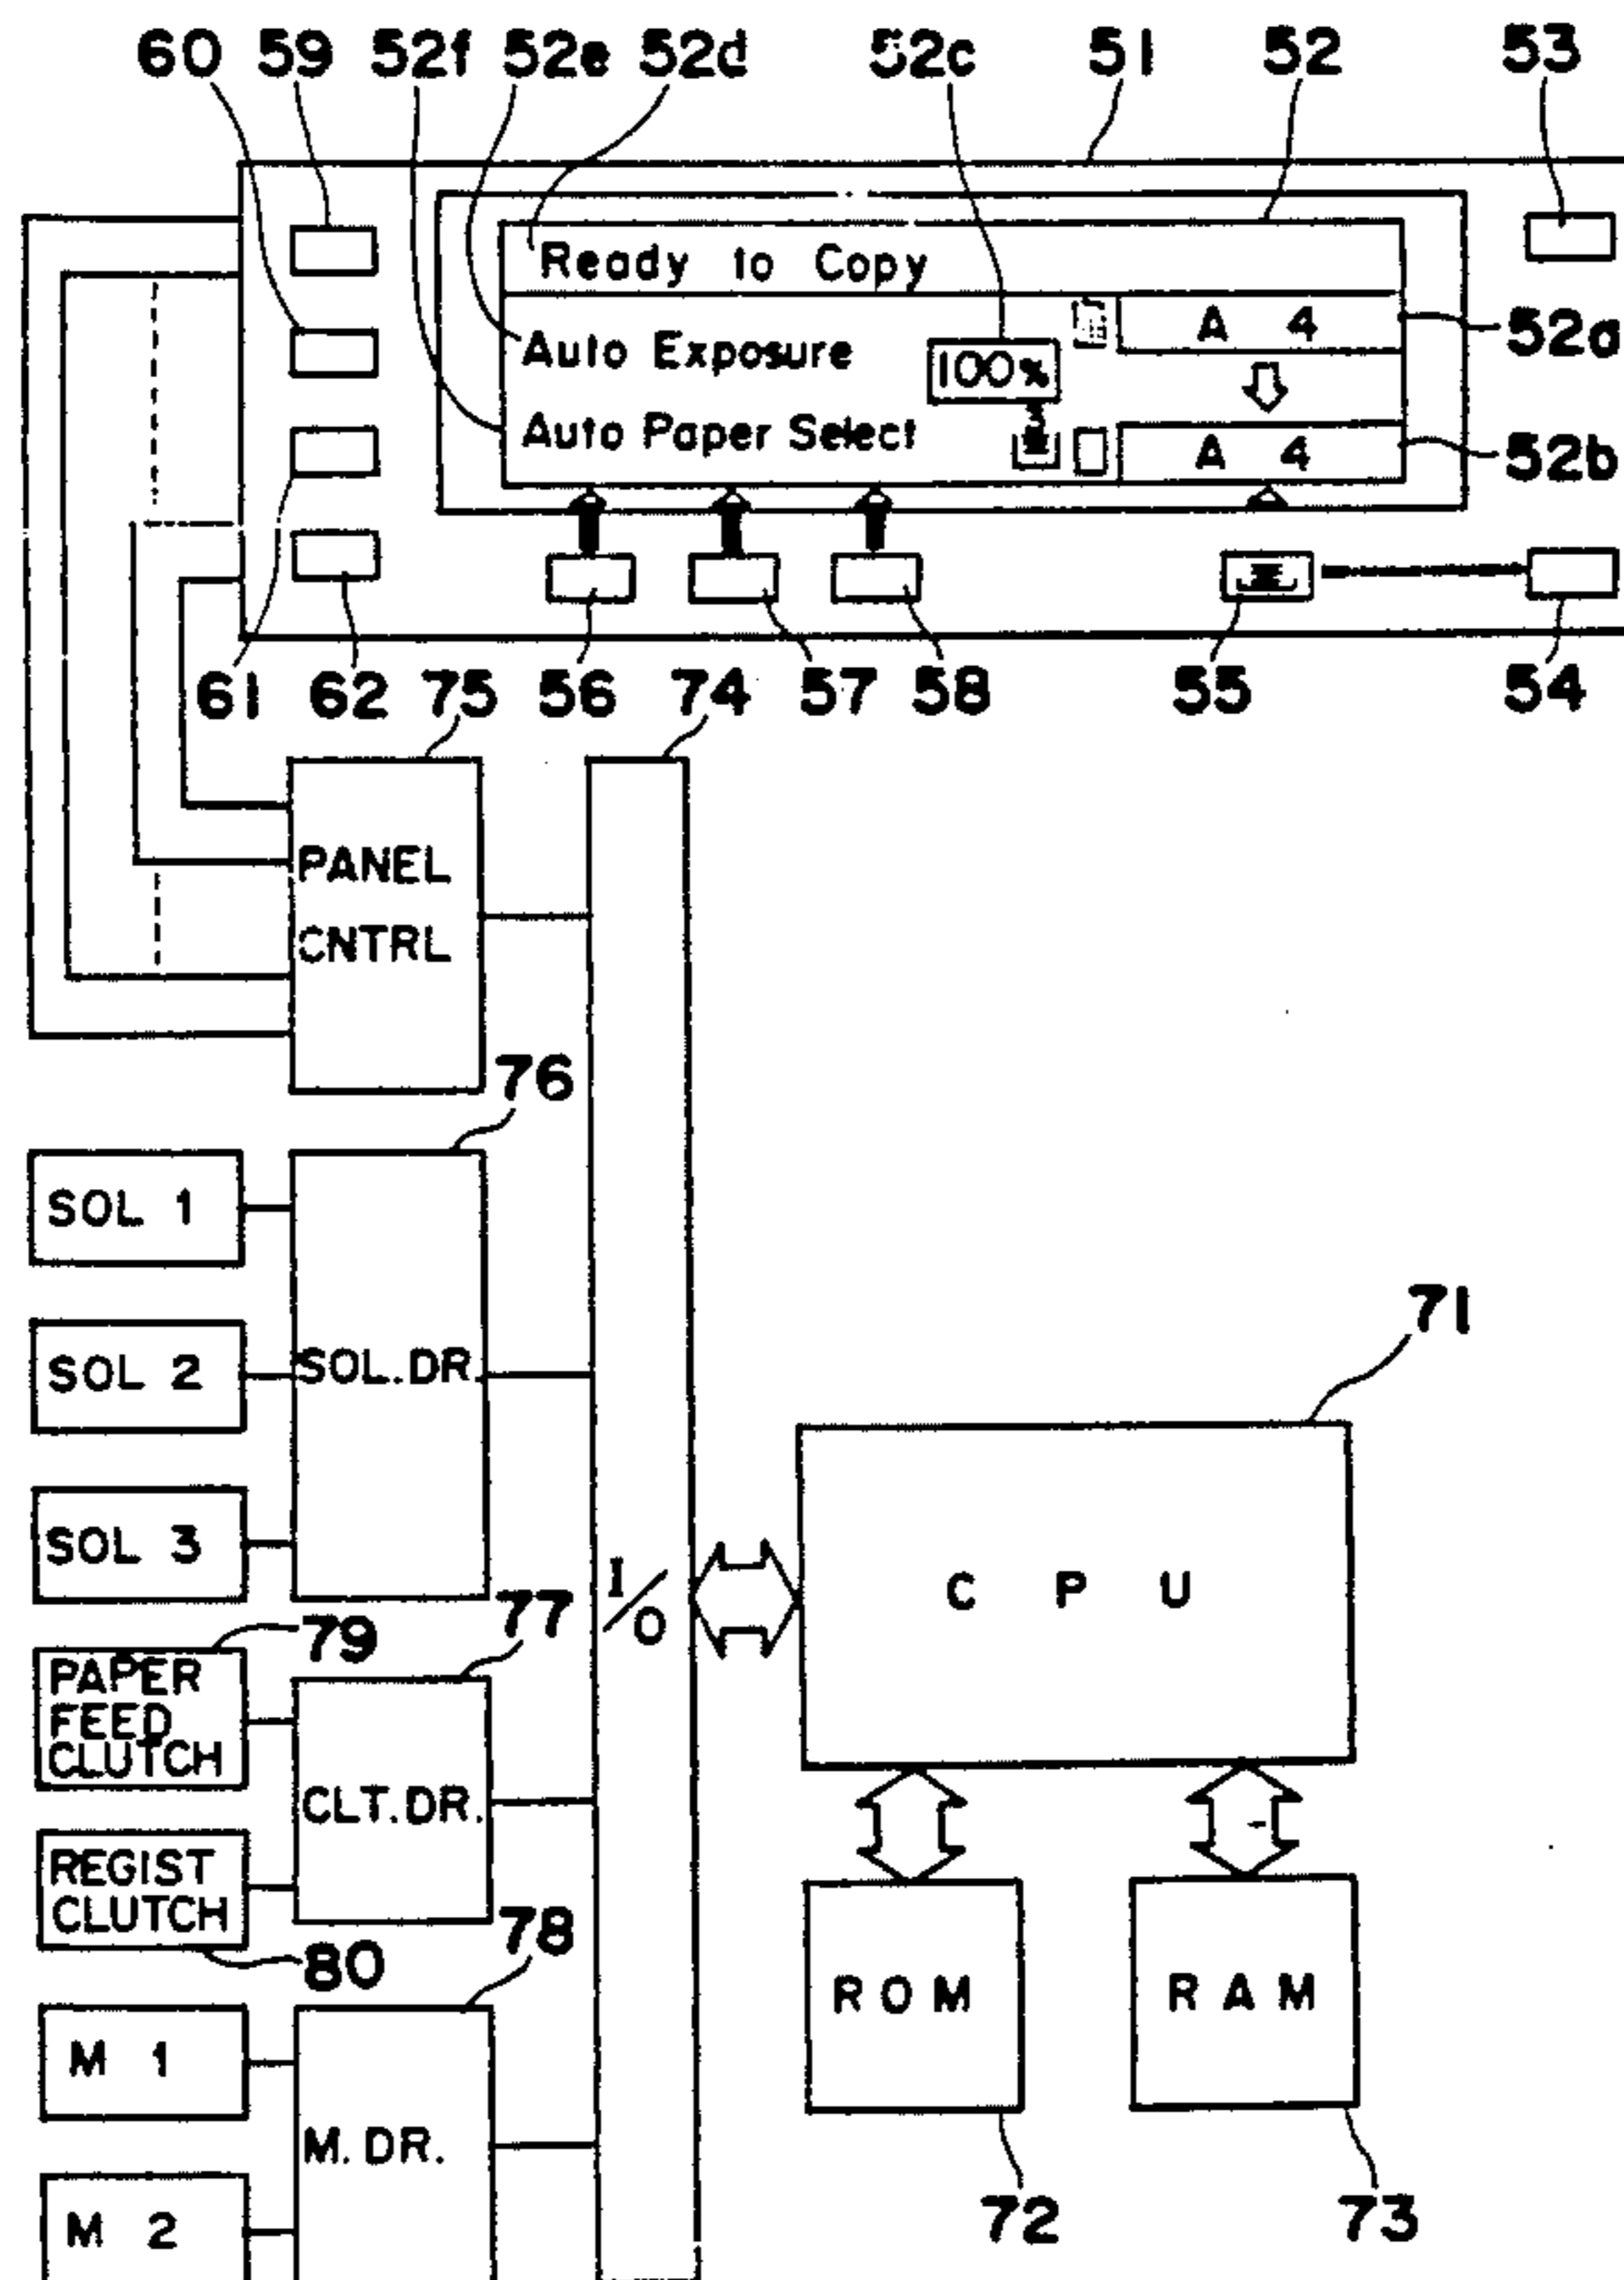 60 59 52f 52e 52d 52c 51 52 53
Ready to Copy
A 4
52a
Auto Exposure
100%
Auto Paper Select
A 4
52b
61 62 75 56 74 57 58 55 54
PANEL
CNTRL
76
SOL 1
71
SOL 2
SOL.DR.
SOL 3
I/O
C P U
77
79
PAPER
FEED
CLUTCH
CLT.DR.
REGIST
CLUTCH
78
80
ROM
RAM
M 1
M.DR.
72
73
M 2